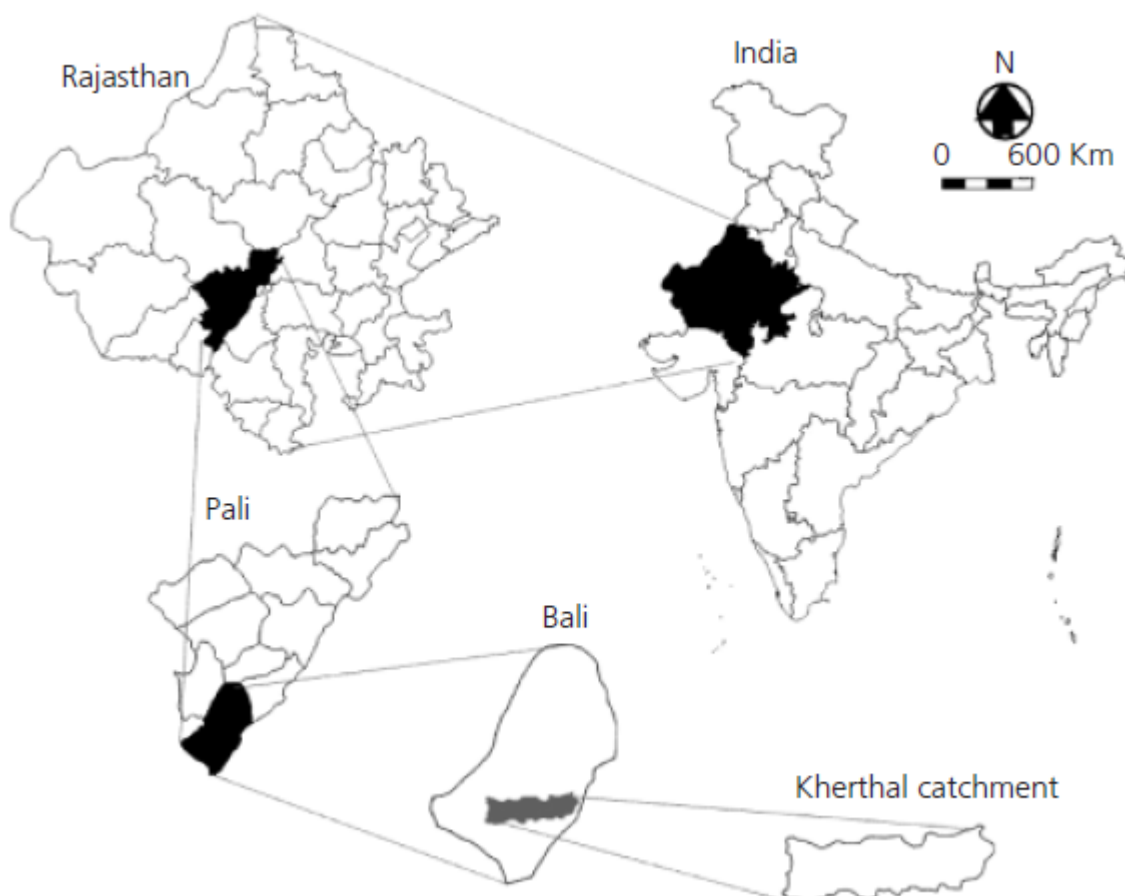 Rajasthan
India
N
0 600 Km
Pali
Bali
Kherthal catchment